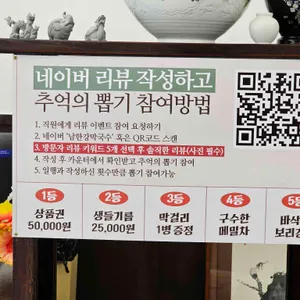 네이버 리뷰 작성하고
추억의 뽑기 참여방법
1. 직원에게 리뷰 이벤트 참여 요청하기
2. 네이버 '남한강막국수' 혹은 QR코드 스캔
3. 방문자 리뷰 키워드 5개 선택 후 솔직한 리뷰(사진 필수)
4. 작성 후 카운터에서 확인받고 추억의 뽑기 참여
5. 일행과 작성하신 횟수만큼 뽑기 참여가능
1등 2등 3등 4등 5
상품권 생들기름 막걸리 구수한 바삭
50,000원 25,000원 1병 증정 메밀차 보리강